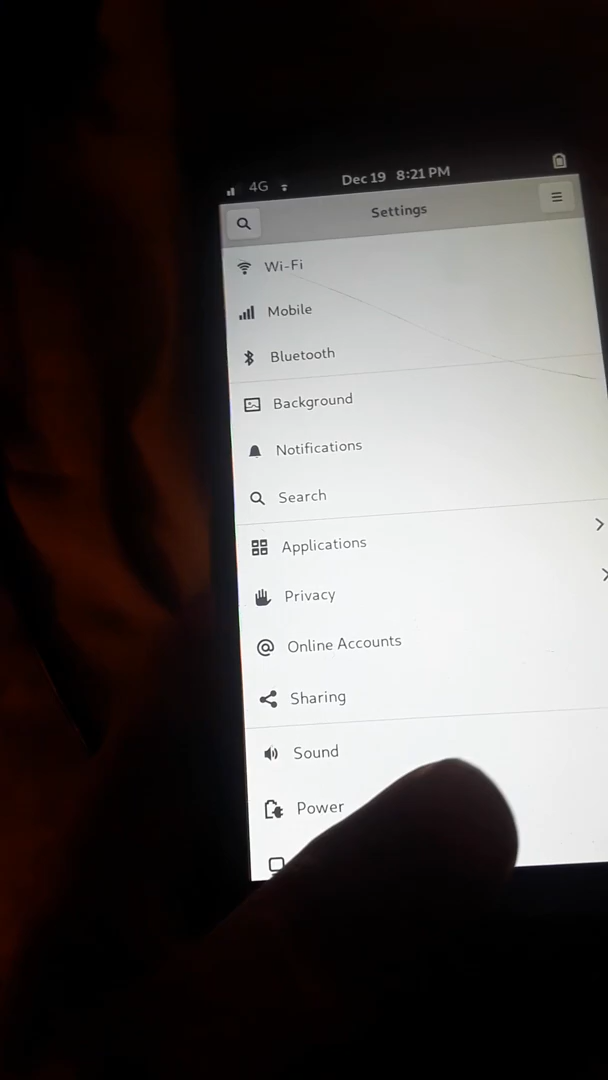 4G Dec 19 8:21 PM
Settings
Wi-Fi
Mobile
Bluetooth
Background
Notifications
Search
Applications
Privacy
Online Accounts
Sharing
Sound
Power